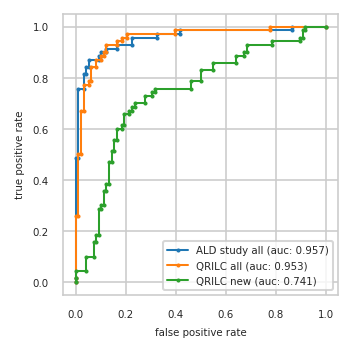 1.0
0.8
0.6
0.4
0.2
0.0
true positive rate
ALD study all (auc: 0.957)
QRILC all (auc: 0.953)
QRILC new (auc: 0.741)
0.0 0.2 0.4 0.6 0.8 1.0
false positive rate